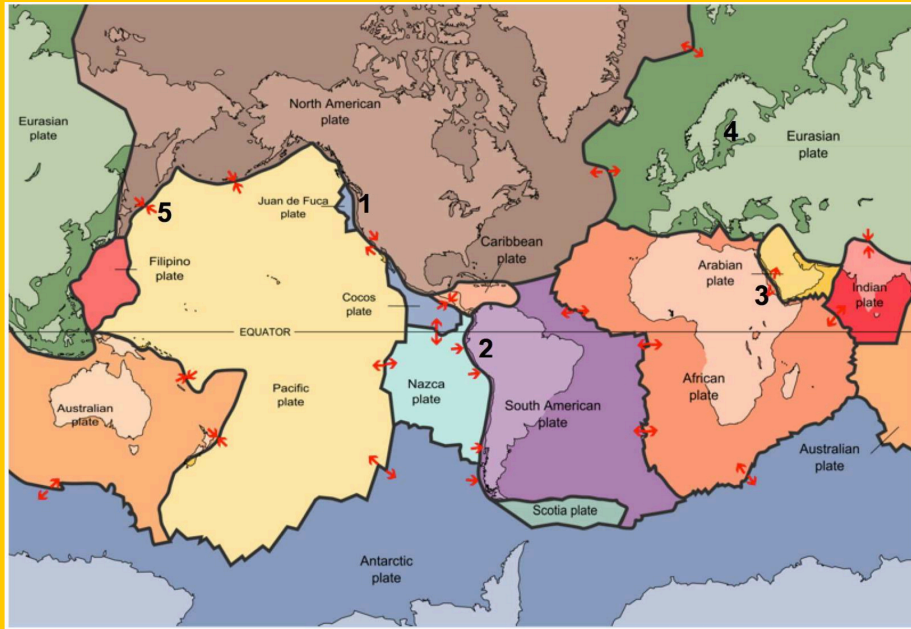 North American
plate
Eurasian
plate
4
Eurasian
plate
Juan de Fuca
plate
1
5
Caribbean
plate
Filipino
plate
Arabian
plate
3
Indian
plate
Cocos
plate
EQUATOR
2
Nazca
plate
Pacific
plate
African
plate
Australian
plate
South American
plate
Australian
plate
Scotia plate
Antarctic
plate